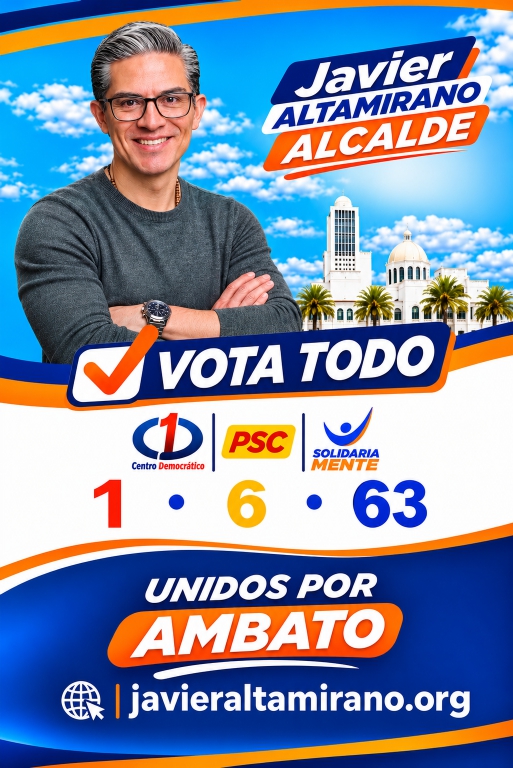 Javier
ALTAMIRANO
ALCALDE
VOTA TODO
1
Centro Democrático
PSC
SOLIDARIA
MENTE
1 • 6 • 63
UNIDOS POR
AMBATO
javieraltamirano.org